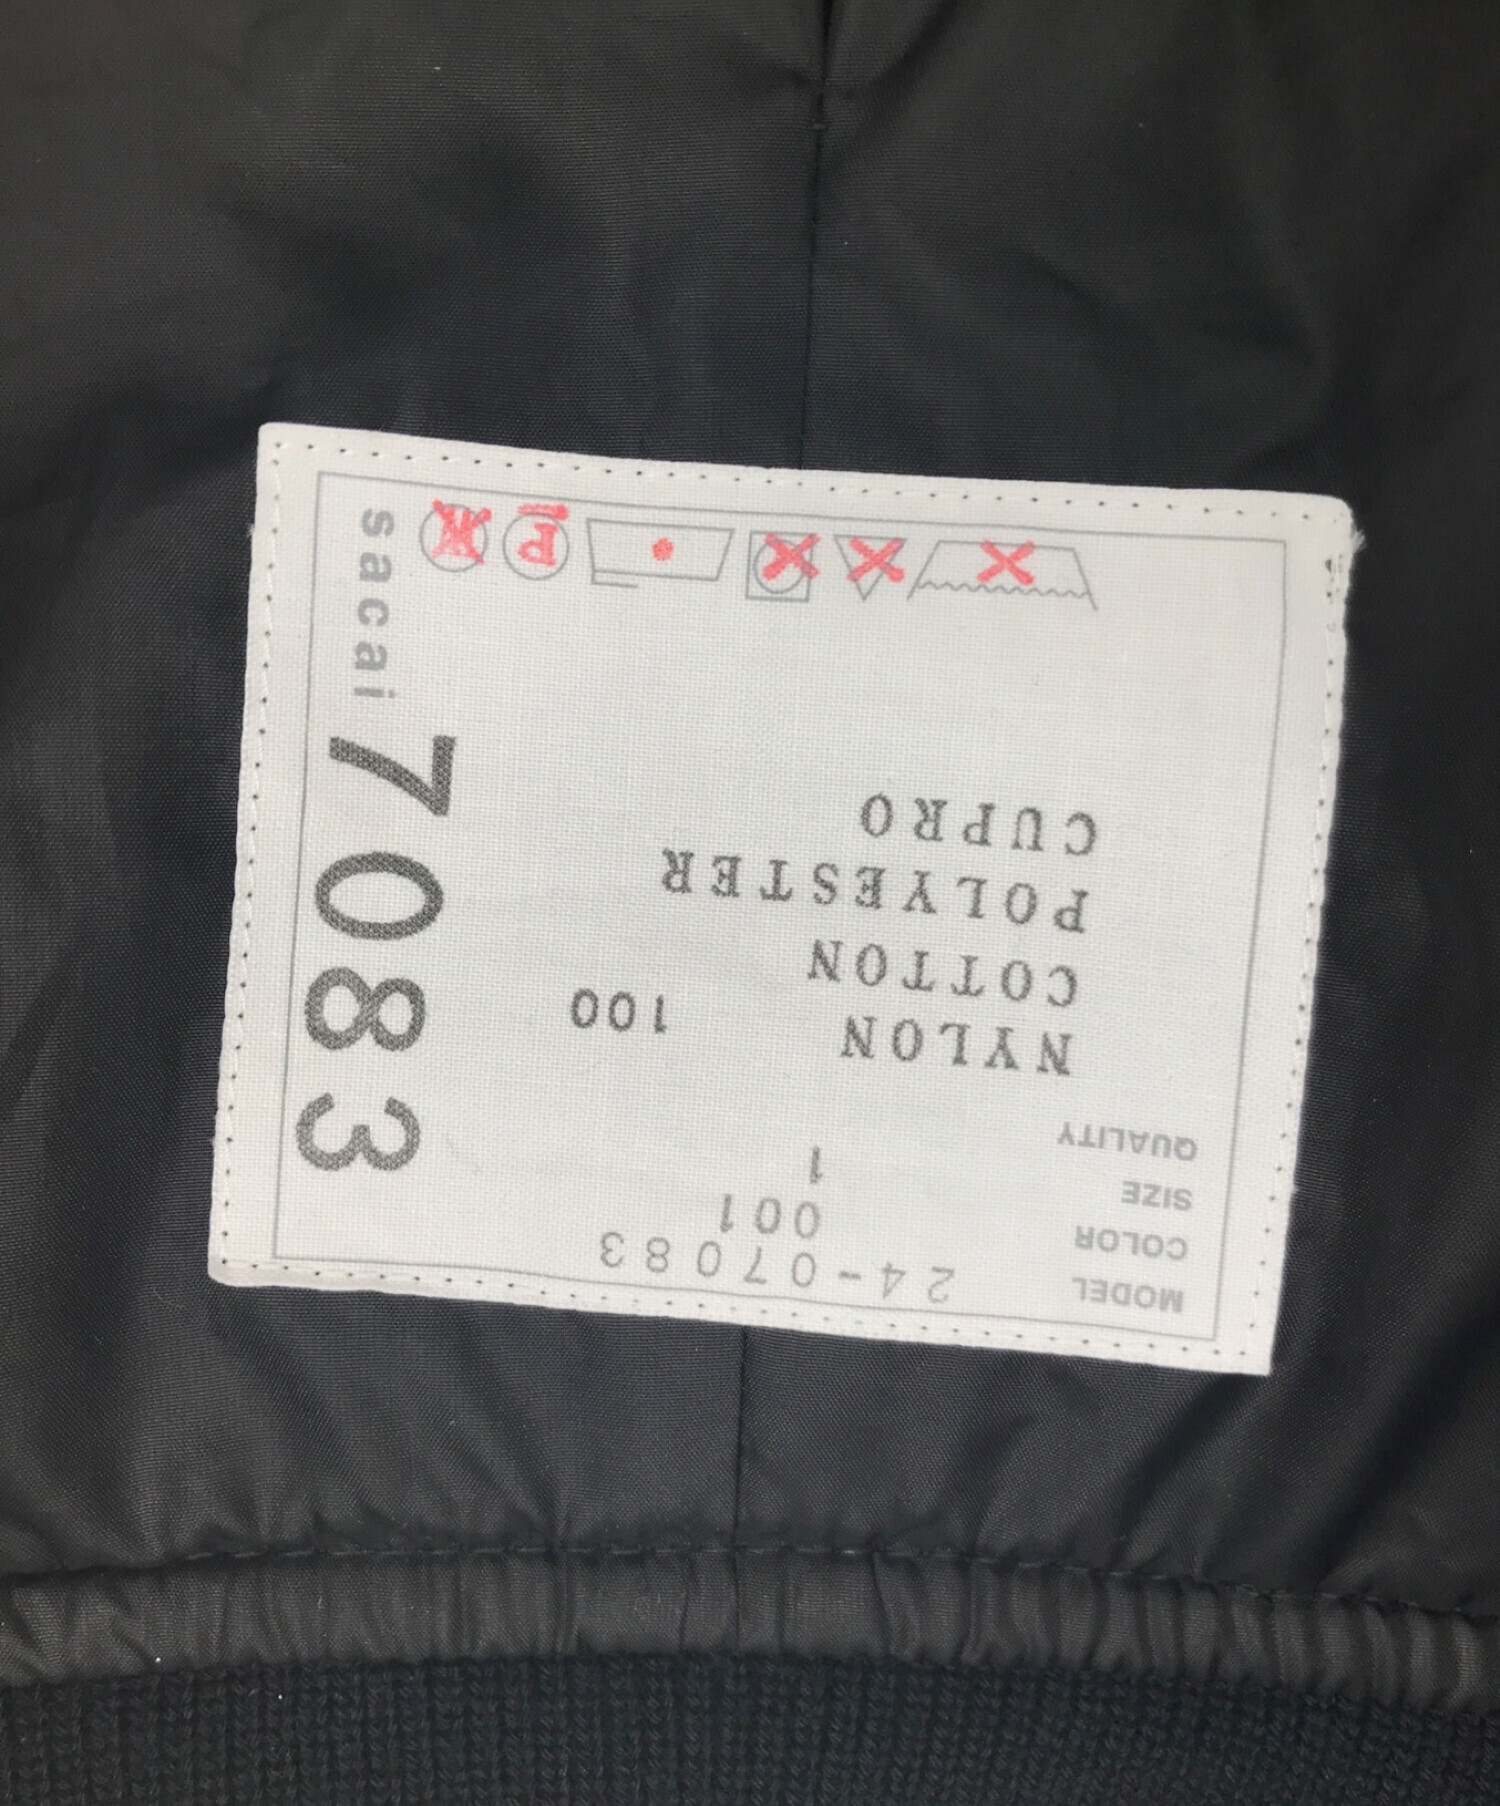 MODEL 24-07083
COLOR 001
SIZE 1
QUALITY
NYLON 100
COTTON
POLYESTER
CUPRO
P
W
sacai
7083